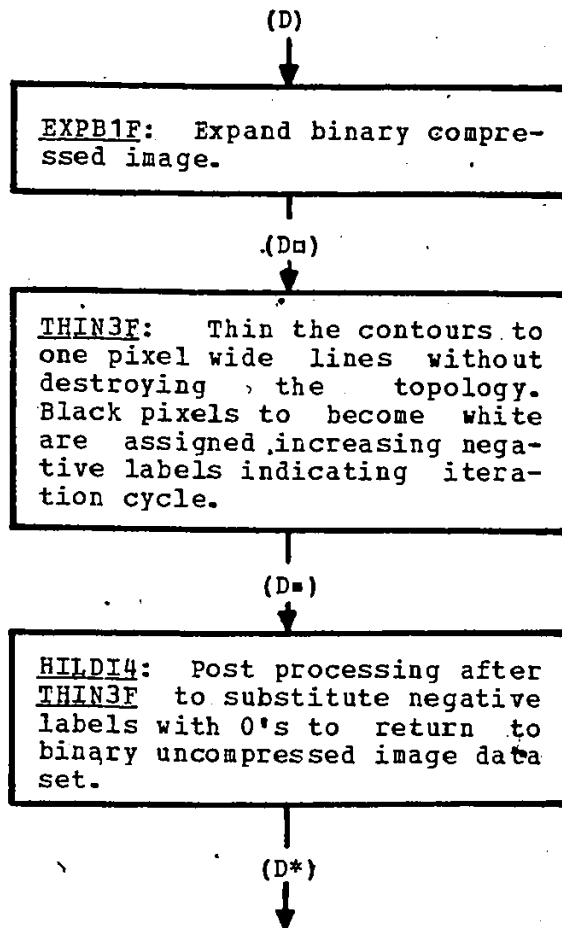 (D)
EXPB1F: Expand binary compre-
ssed image.
(D□)
THIN3F: Thin the contours to
one pixel wide lines without
destroying the topology.
Black pixels to become white
are assigned increasing nega-
tive labels indicating itera-
tion cycle.
(D▪)
HILDI4: Post processing after
THIN3F to substitute negative
labels with 0's to return to
binary uncompressed image data
set.
(D*)